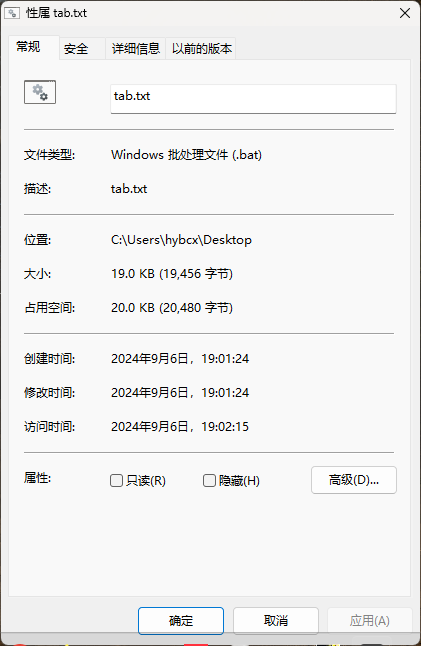 性属 tab.txt
常规 安全 详细信息 以前的版本
tab.txt
文件类型: Windows 批处理文件 (.bat)
描述: tab.txt
位置: C:\Users\hybcx\Desktop
大小: 19.0 KB (19,456 字节)
占用空间: 20.0 KB (20,480 字节)
创建时间: 2024年9月6日，19:01:24
修改时间: 2024年9月6日，19:01:24
访问时间: 2024年9月6日，19:02:15
属性: 只读(R) 隐藏(H) 高级(D)...
确定 取消 应用(A)